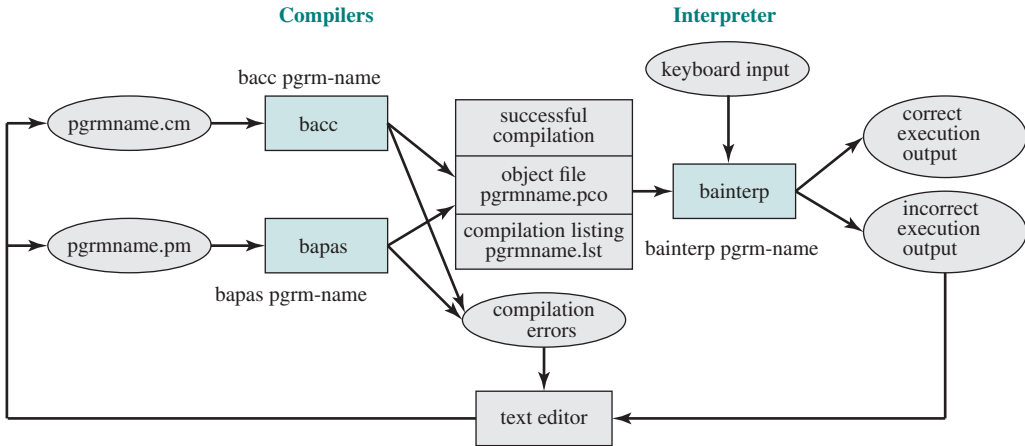 Compilers
Interpreter
bacc pgrm-name
keyboard input
pgrmname.cm
bacc
successful
compilation
correct
execution
output
object file
pgrmname.pco
bainterp
incorrect
execution
output
pgrmname.pm
bapas
compilation listing
pgrmname.lst
bainterp pgrm-name
bapas pgrm-name
compilation
errors
text editor